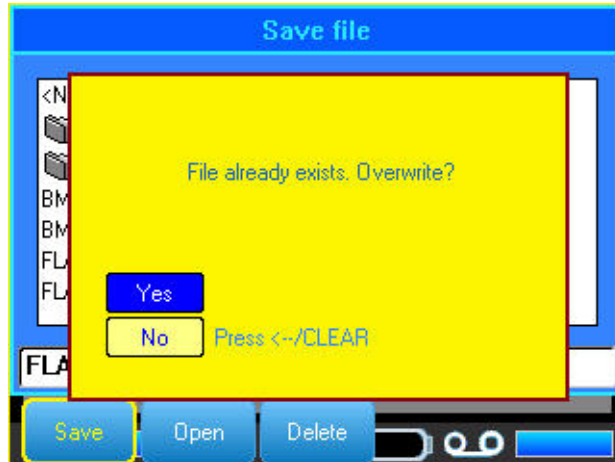 Save file
<N
BM
BM
FL
FL
File already exists. Overwrite?
Yes
No Press <--/CLEAR
FLA
Save Open Delete